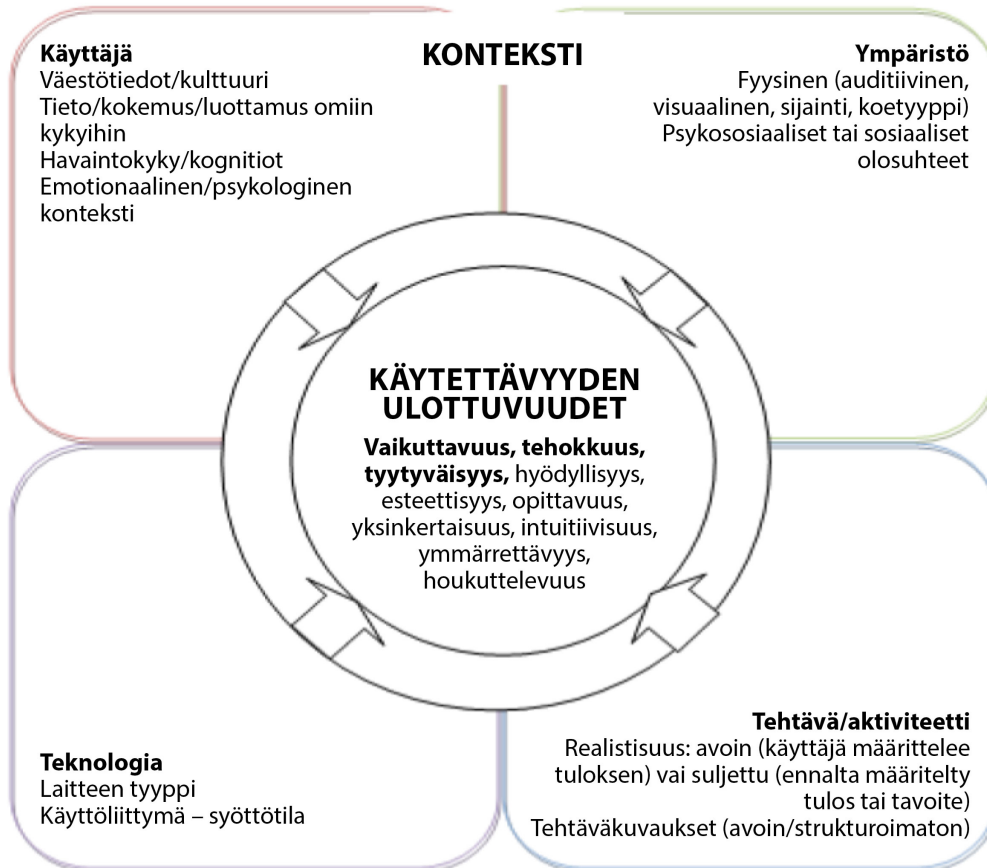 KONTEKSTI
Käyttäjä
Väestötiedot/kulttuuri
Tieto/kokemus/luottamus omiin
kykyihin
Havaintokyky/kognitiot
Emotionaalinen/psykologinen
konteksti
Ympäristö
Fyysinen (auditiivinen,
visuaalinen, sijainti, koetyyppi)
Psykososiaaliset tai sosiaaliset
olosuhteet
KÄYTETTÄVYYDEN
ULOTTUVUUDET
Vaikuttavuus, tehokkuus,
tyytyväisyys, hyödyllisyys,
esteettisyys, opittavuus,
yksinkertaisuus, intuitiivisuus,
ymmärrettävyys,
houkuttelevuus
Teknologia
Laitteen tyyppi
Käyttöliittymä – syöttötila
Tehtävä/aktiviteetti
Realistisuus: avoin (käyttäjä määrittelee
tuloksen) vai suljettu (ennalta määritelty
tulos tai tavoite)
Tehtäväkuvaukset (avoin/strukturoimaton)